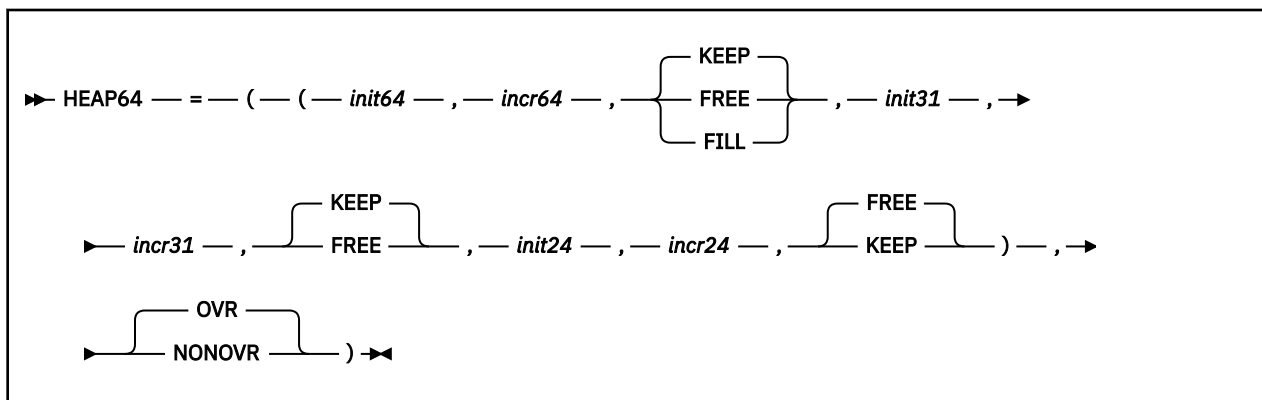 KEEP
HEAP64 = ( ( init64 , incr64 , FREE , init31 ,
FILL
KEEP FREE
incr31 , FREE , init24 , incr24 , KEEP ) ,
OVR
NONOVR )